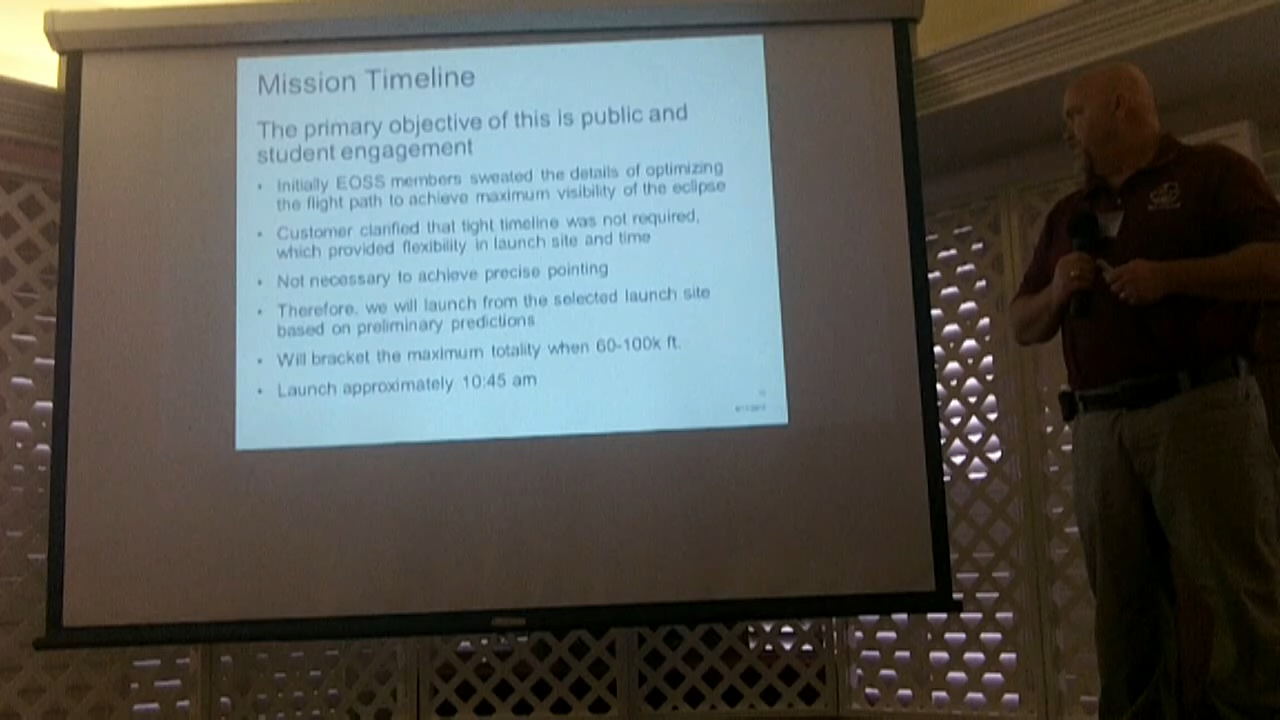 Mission Timeline
The primary objective of this is public and
student engagement
• Initially EOSS members sweated the details of optimizing
the flight path to achieve maximum visibility of the eclipse
• Customer clarified that tight timeline was not required,
which provided flexibility in launch site and time
• Not necessary to achieve precise pointing
• Therefore, we will launch from the selected launch site
based on preliminary predictions
• Will bracket the maximum totality when 60-100k ft.
• Launch approximately 10:45 am